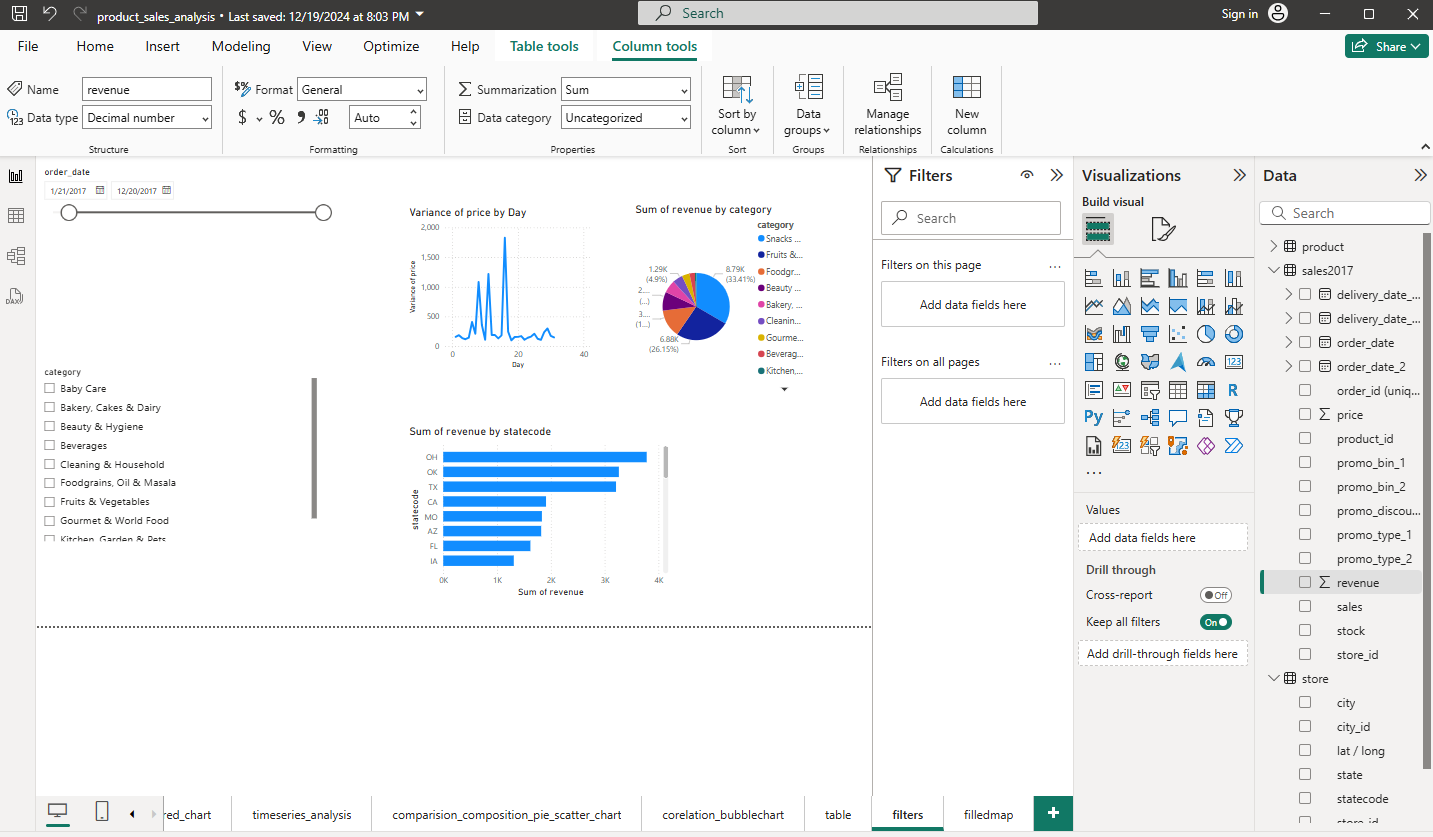 product_sales_analysis • Last saved: 12/19/2024 at 8:03 PM
Search
Sign in
File Home Insert Modeling View Optimize Help Table tools Column tools
Share
Name revenue
Data type Decimal number
Structure
Format General
$ % Auto
Formatting
Summarization Sum
Data category Uncategorized
Properties
Sort by
column
Sort
Data
groups
Groups
Manage
relationships
Relationships
New
column
Calculations
order_date
1/21/2017 12/20/2017
Variance of price by Day
Variance of price
2,000
1,500
1,000
500
0
0 20 40
Day
Sum of revenue by category
1.29K
(4.9%)
2....
(...)
3....
(1...
6.88K
(26.15%)
8.79K
(33.41%)
category
Snacks ...
Fruits &...
Foodgr...
Beauty ...
Bakery, ...
Cleanin...
Gourme...
Beverag...
Kitchen,...
category
Baby Care
Bakery, Cakes & Dairy
Beauty & Hygiene
Beverages
Cleaning & Household
Foodgrains, Oil & Masala
Fruits & Vegetables
Gourmet & World Food
Kitchen, Garden & Pets
Sum of revenue by statecode
statecode
OH
OK
TX
CA
MO
AZ
FL
IA
0K 1K 2K 3K 4K
Sum of revenue
Filters
Search
Filters on this page
Add data fields here
Filters on all pages
Add data fields here
Visualizations
Build visual
123
R
Py
123
Values
Add data fields here
Drill through
Cross-report Off
Keep all filters On
Add drill-through fields here
Data
Search
product
sales2017
delivery_date_...
delivery_date_...
order_date
order_date_2
order_id (uniq...
price
product_id
promo_bin_1
promo_bin_2
promo_discou...
promo_type_1
promo_type_2
revenue
sales
stock
store_id
store
city
city_id
lat / long
state
statecode
store_id
red_chart timeseries_analysis comparision_composition_pie_scatter_chart corelation_bubblechart table filters filledmap +